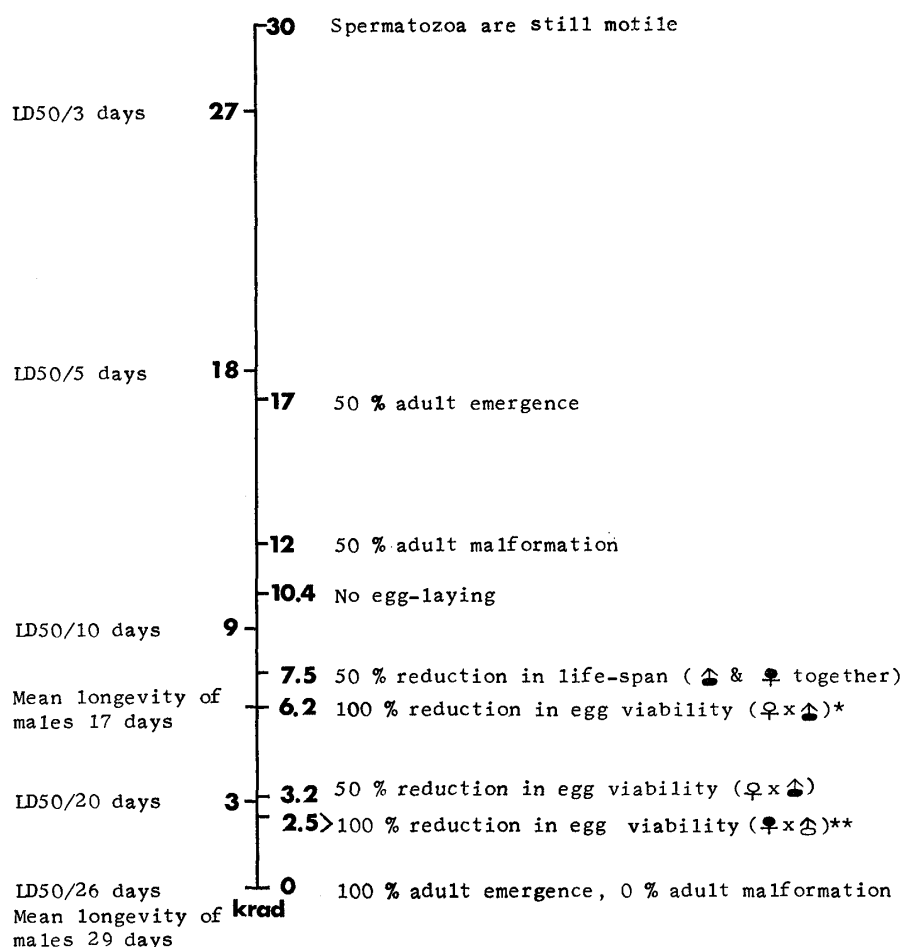 30 Spermatozoa are still motile
LD50/3 days 27
LD50/5 days 18
17 50 % adult emergence
12 50 % adult malformation
10.4 No egg-laying
LD50/10 days 9
7.5 50 % reduction in life-span ( & together)
Mean longevity of
males 17 days
6.2 100 % reduction in egg viability (♀x )*
3.2 50 % reduction in egg viability (♀x )
LD50/20 days 3
2.5> 100 % reduction in egg viability ( x )**
LD50/26 days 0 100 % adult emergence, 0 % adult malformation
Mean longevity of krad
males 29 days